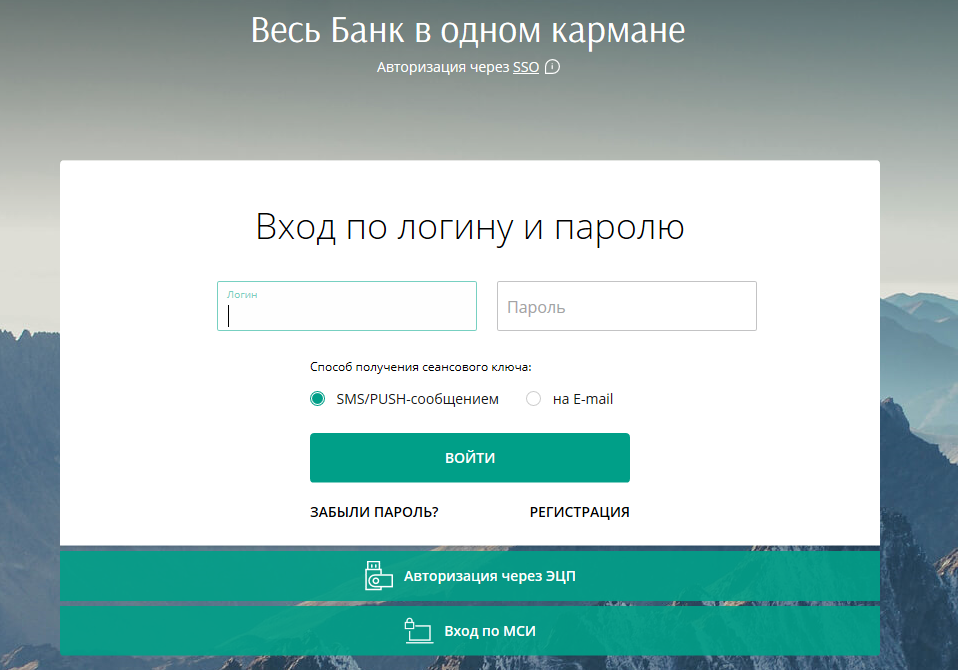 Весь Банк в одном кармане
Авторизация через SSO
Вход по логину и паролю
Логин
Пароль
Способ получения сеансового ключа:
SMS/PUSH-сообщением на E-mail
ВОЙТИ
ЗАБЫЛИ ПАРОЛЬ? РЕГИСТРАЦИЯ
Авторизация через ЭЦП
Вход по МСИ